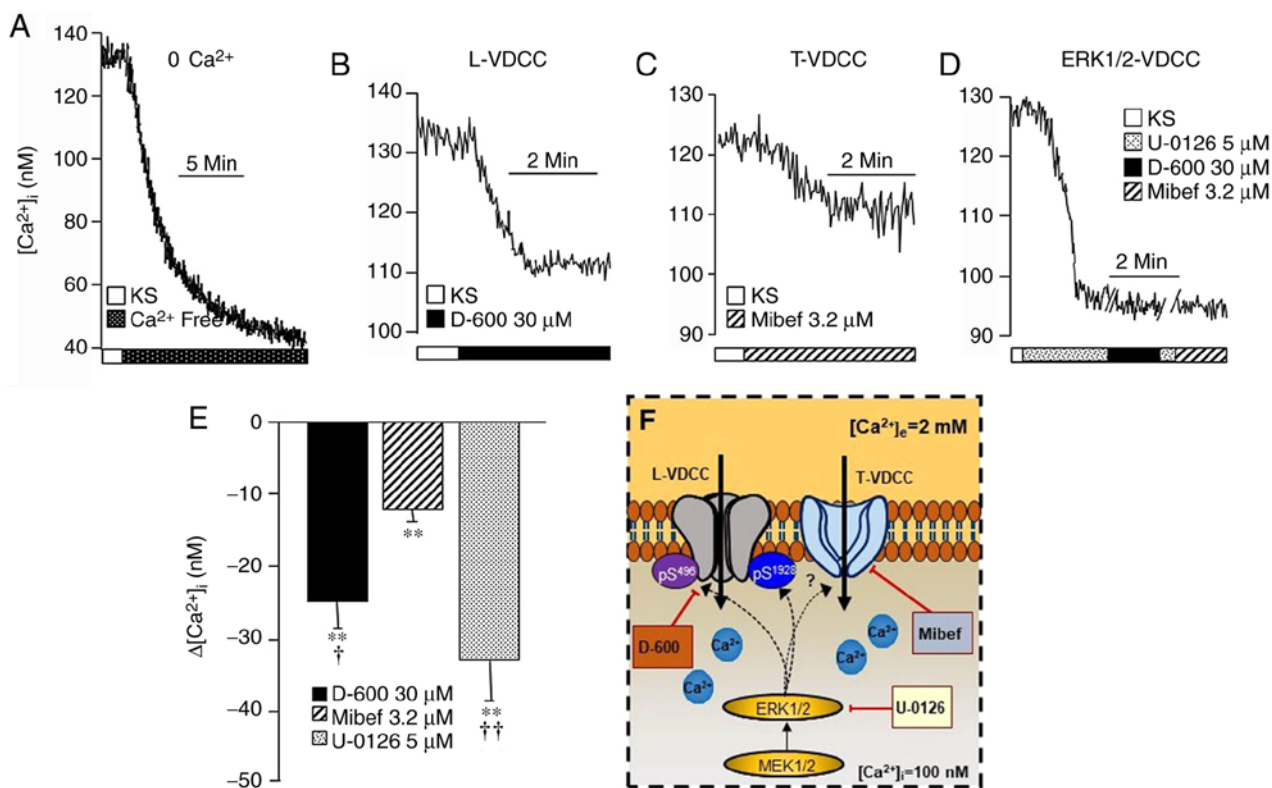 A
0 Ca²⁺
[Ca²⁺]ᵢ (nM)
140
120
100
80
60
40
5 Min
KS
Ca²⁺ Free
B
L-VDCC
140
130
120
110
100
2 Min
KS
D-600 30 µM
C
T-VDCC
130
120
110
100
90
2 Min
KS
Mibef 3.2 µM
D
ERK1/2-VDCC
130
120
110
100
90
KS
U-0126 5 µM
D-600 30 µM
Mibef 3.2 µM
2 Min
E
Δ[Ca²⁺]ᵢ (nM)
0
–10
–20
–30
–40
–50
**
†
**
**
††
D-600 30 µM
Mibef 3.2 µM
U-0126 5 µM
F
[Ca²⁺]ₑ=2 mM
L-VDCC
T-VDCC
pS⁴⁹⁶
pS¹⁹²⁸
?
D-600
Mibef
Ca²⁺
Ca²⁺
Ca²⁺
Ca²⁺
ERK1/2
U-0126
MEK1/2
[Ca²⁺]ᵢ=100 nM